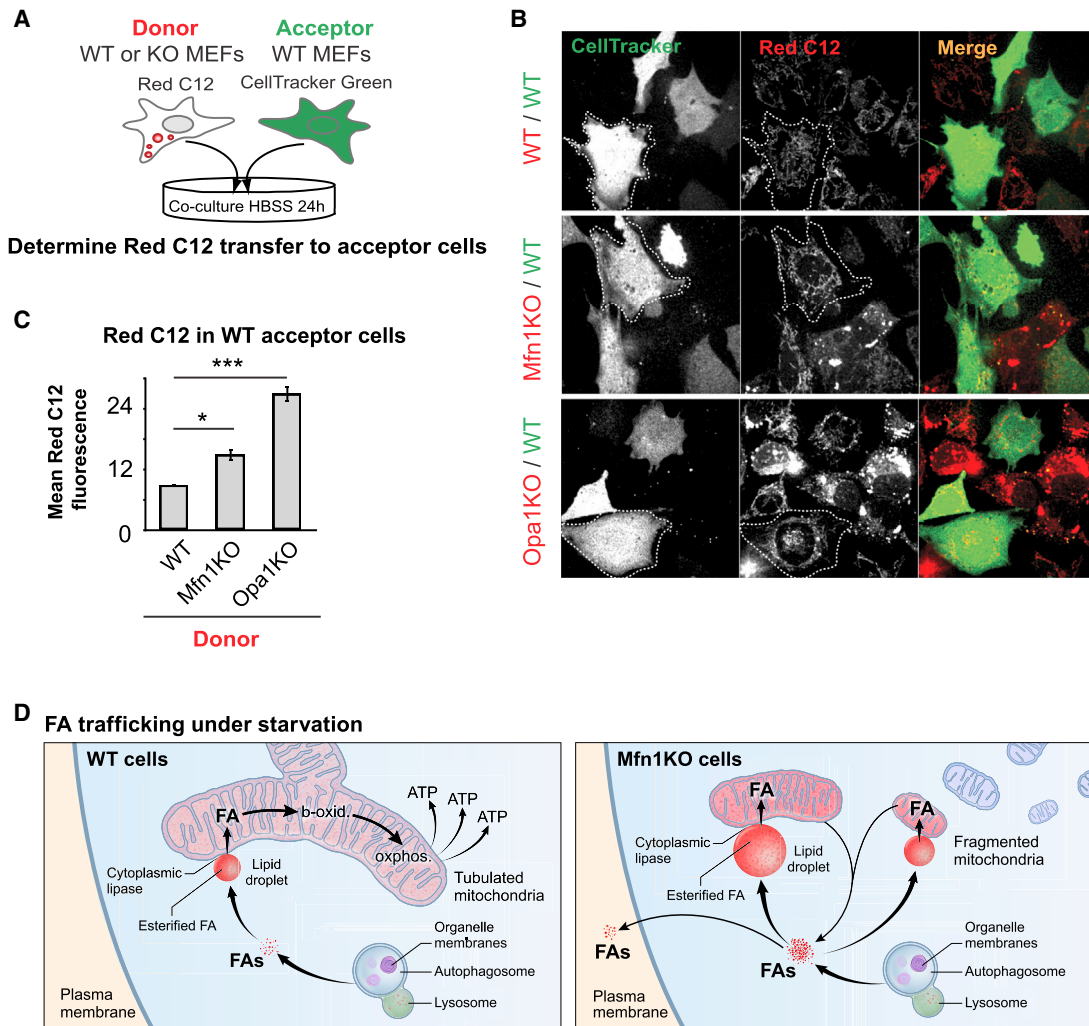 A
Donor
WT or KO MEFs
Red C12
Acceptor
WT MEFs
CellTracker Green
Co-culture HBSS 24h
Determine Red C12 transfer to acceptor cells
B
CellTracker
Red C12
Merge
WT / WT
Mfn1KO / WT
Opa1KO / WT
C
Red C12 in WT acceptor cells
Mean Red C12
fluorescence
24
12
0
***
*
WT
Mfn1KO
Opa1KO
Donor
D
FA trafficking under starvation
WT cells
FA
b-oxid.
oxphos.
ATP
ATP
ATP
Cytoplasmic
lipase
Lipid
droplet
Esterified FA
Tubulated
mitochondria
FAs
Organelle
membranes
Autophagosome
Lysosome
Plasma
membrane
Mfn1KO cells
FA
FA
Cytoplasmic
lipase
Lipid
droplet
Esterified FA
Fragmented
mitochondria
FAs
FAs
Organelle
membranes
Autophagosome
Lysosome
Plasma
membrane